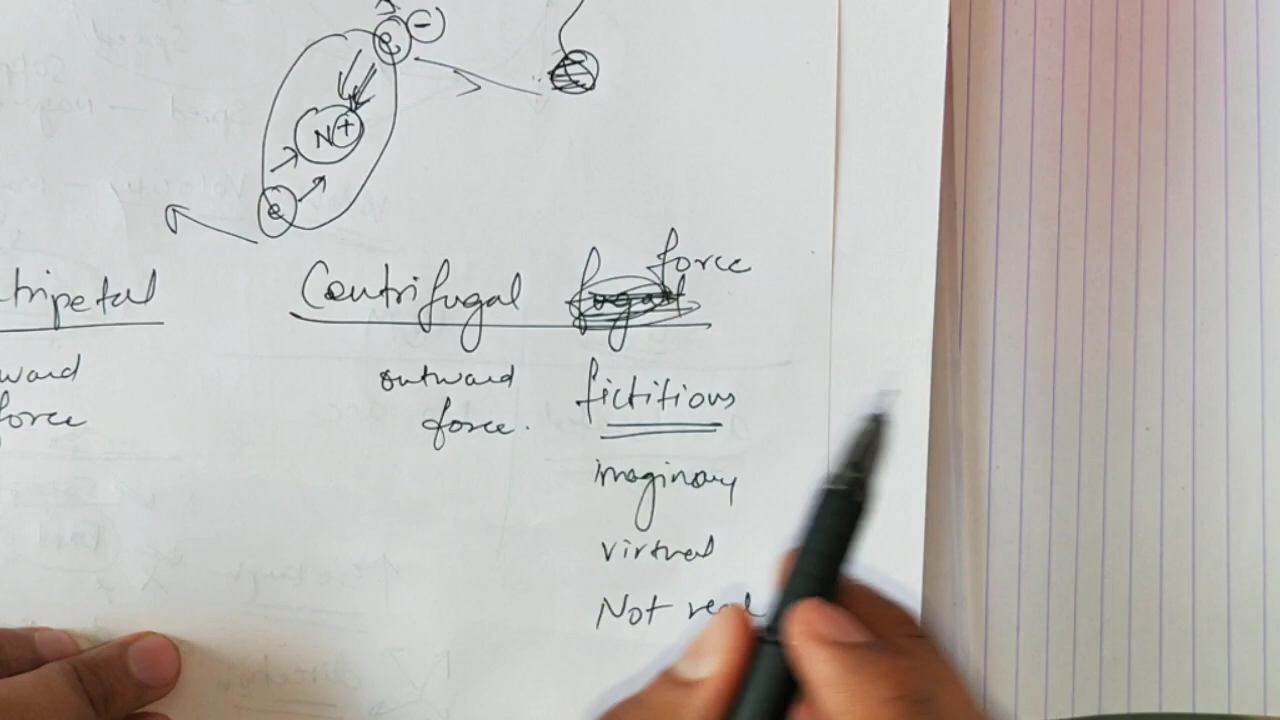 e -
N +
e
tripetal
ward
force
Centrifugal force
outward
force.
fictitious
imaginary
virtual
Not real